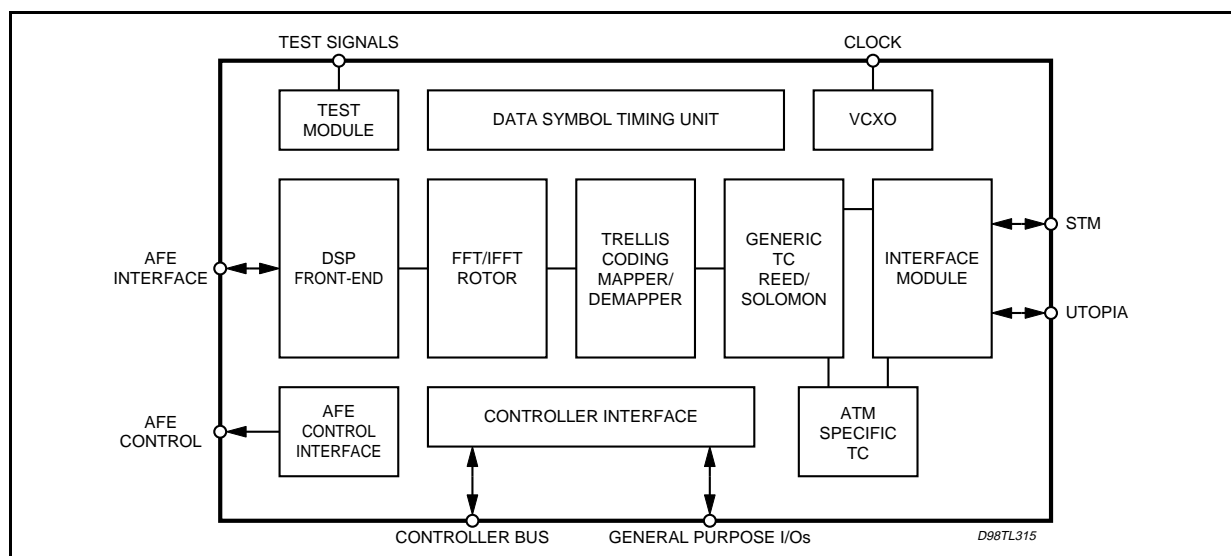 TEST SIGNALS
CLOCK
TEST
MODULE
DATA SYMBOL TIMING UNIT
VCXO
AFE
INTERFACE
DSP
FRONT-END
FFT/IFFT
ROTOR
TRELLIS
CODING
MAPPER/
DEMAPPER
GENERIC
TC
REED/
SOLOMON
INTERFACE
MODULE
STM
UTOPIA
AFE
CONTROL
AFE
CONTROL
INTERFACE
CONTROLLER INTERFACE
ATM
SPECIFIC
TC
CONTROLLER BUS
GENERAL PURPOSE I/Os
D98TL315